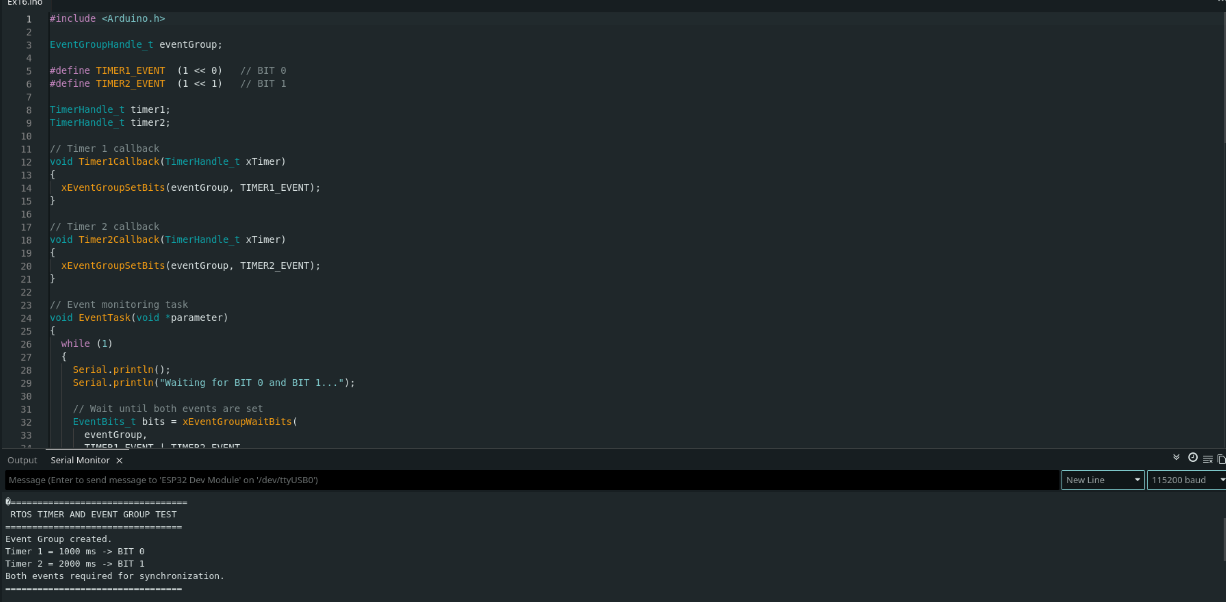 Ex16.ino
1 #include <Arduino.h>
2
3 EventGroupHandle_t eventGroup;
4
5 #define TIMER1_EVENT  (1 << 0)   // BIT 0
6 #define TIMER2_EVENT  (1 << 1)   // BIT 1
7
8 TimerHandle_t timer1;
9 TimerHandle_t timer2;
10
11 // Timer 1 callback
12 void Timer1Callback(TimerHandle_t xTimer)
13 {
14   xEventGroupSetBits(eventGroup, TIMER1_EVENT);
15 }
16
17 // Timer 2 callback
18 void Timer2Callback(TimerHandle_t xTimer)
19 {
20   xEventGroupSetBits(eventGroup, TIMER2_EVENT);
21 }
22
23 // Event monitoring task
24 void EventTask(void *parameter)
25 {
26   while (1)
27   {
28     Serial.println();
29     Serial.println("Waiting for BIT 0 and BIT 1...");
30
31     // Wait until both events are set
32     EventBits_t bits = xEventGroupWaitBits(
33       eventGroup,
34       TIMER1_EVENT | TIMER2_EVENT
Output Serial Monitor ×
Message (Enter to send message to 'ESP32 Dev Module' on '/dev/ttyUSB0') New Line 115200 baud
�================================
RTOS TIMER AND EVENT GROUP TEST
================================
Event Group created.
Timer 1 = 1000 ms -> BIT 0
Timer 2 = 2000 ms -> BIT 1
Both events required for synchronization.
================================